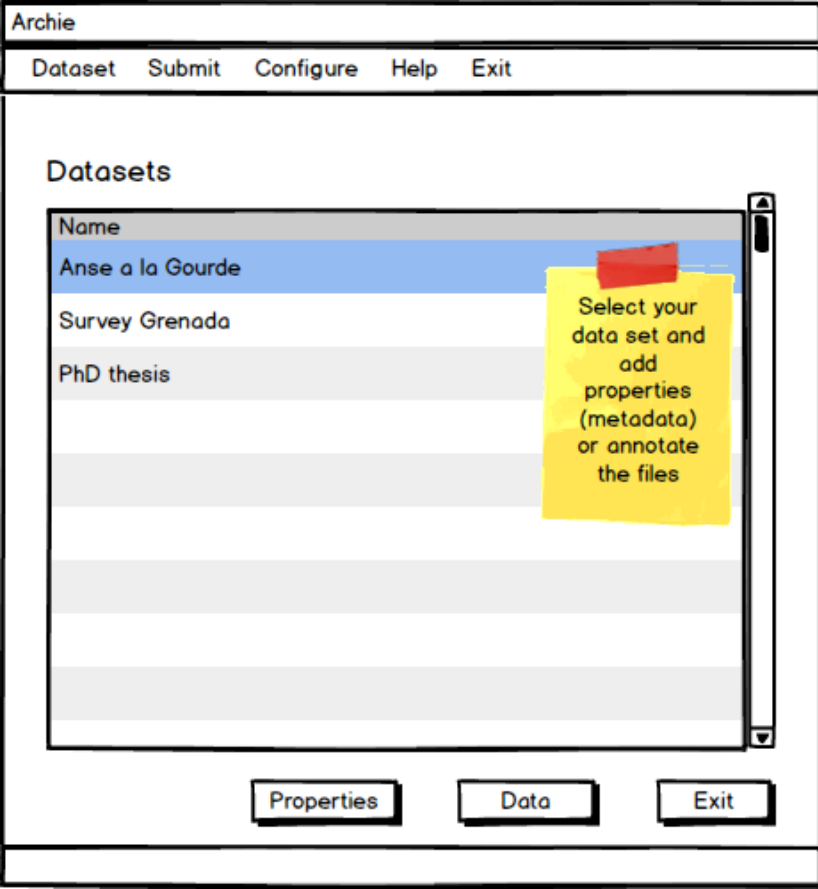 Archie
Dataset Submit Configure Help Exit
Datasets
Name
Anse a la Gourde
Survey Grenada
PhD thesis
Select your
data set and
add
properties
(metadata)
or annotate
the files
Properties Data Exit